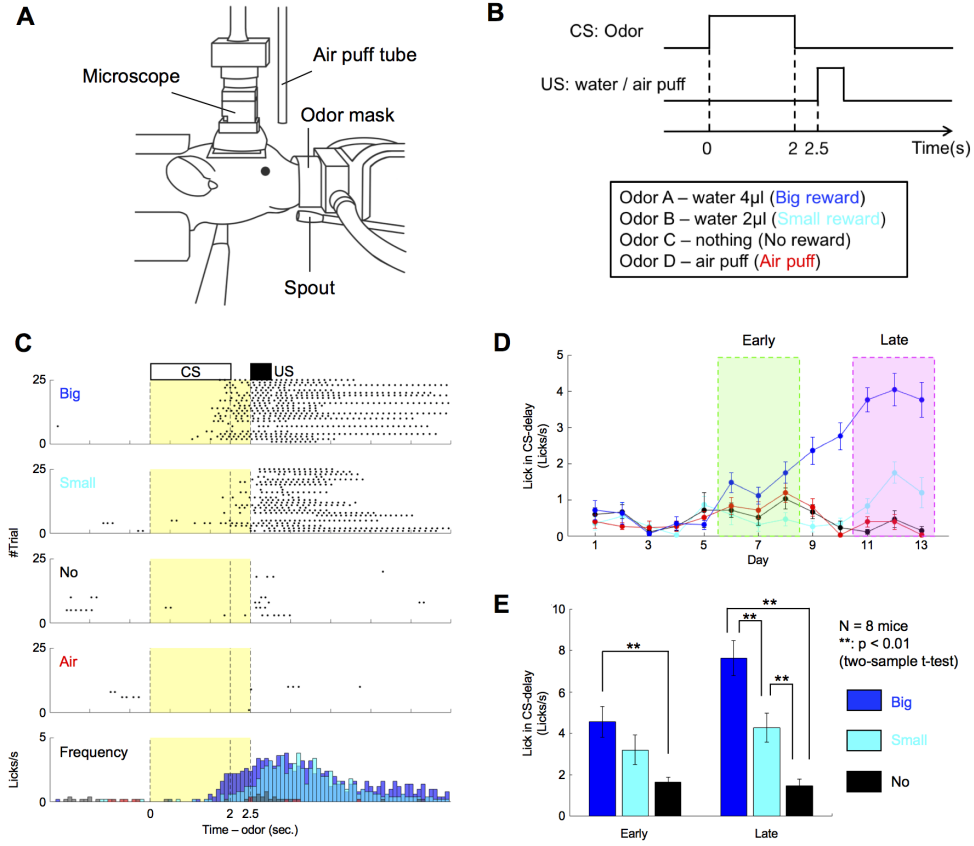 A
Microscope
Air puff tube
Odor mask
Spout
B
CS: Odor
US: water / air puff
0
2
2.5
Time(s)
Odor A – water 4µl (Big reward)
Odor B – water 2µl (Small reward)
Odor C – nothing (No reward)
Odor D – air puff (Air puff)
C
CS
US
25
Big
0
25
Small
0
#Trial
25
No
0
25
Air
0
5
Frequency
Licks/s
0
0
2
2.5
Time – odor (sec.)
D
Early
Late
5
4
3
2
1
0
Lick in CS-delay
(Licks/s)
1
3
5
7
9
11
13
Day
E
10
8
6
4
2
0
Lick in CS-delay
(Licks/s)
**
**
**
**
Early
Late
N = 8 mice
**: p < 0.01
(two-sample t-test)
Big
Small
No